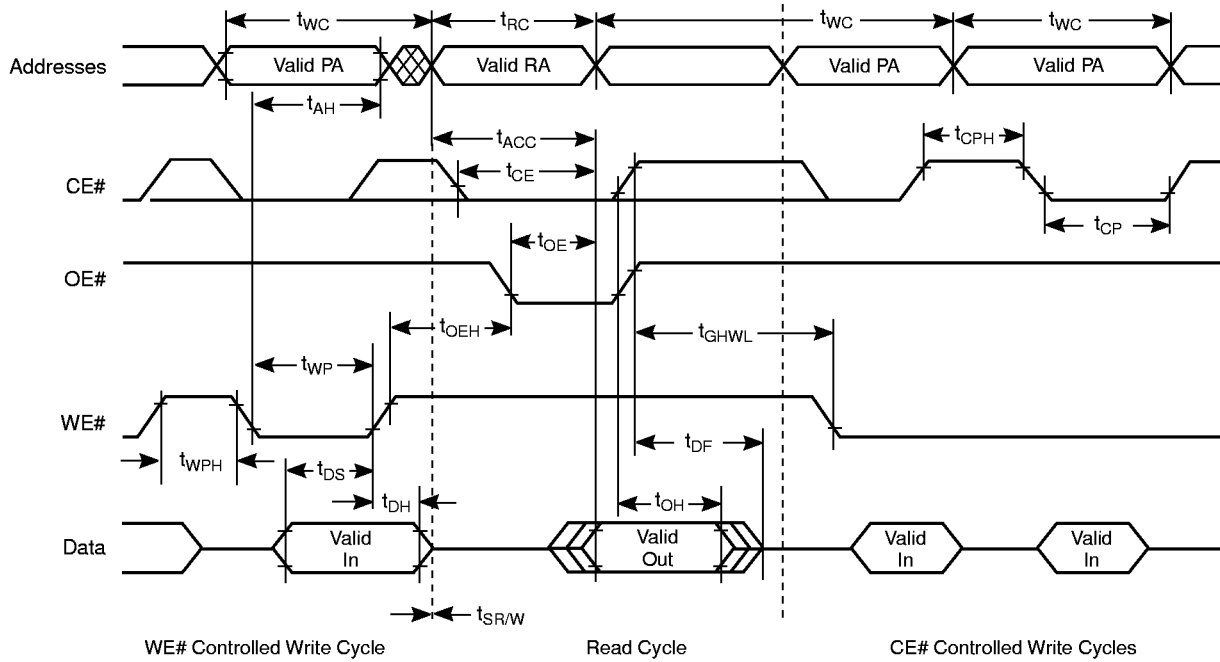 tWC tRC tWC tWC
Addresses Valid PA Valid RA Valid PA Valid PA
tAH
tACC tCPH
CE# tCE
tCP
tOE
OE#
tOEH tGHWL
tWP
WE#
tWPH tDS tDF
tDH tOH
Data Valid In Valid Out Valid In Valid In
tSR/W
WE# Controlled Write Cycle Read Cycle CE# Controlled Write Cycles